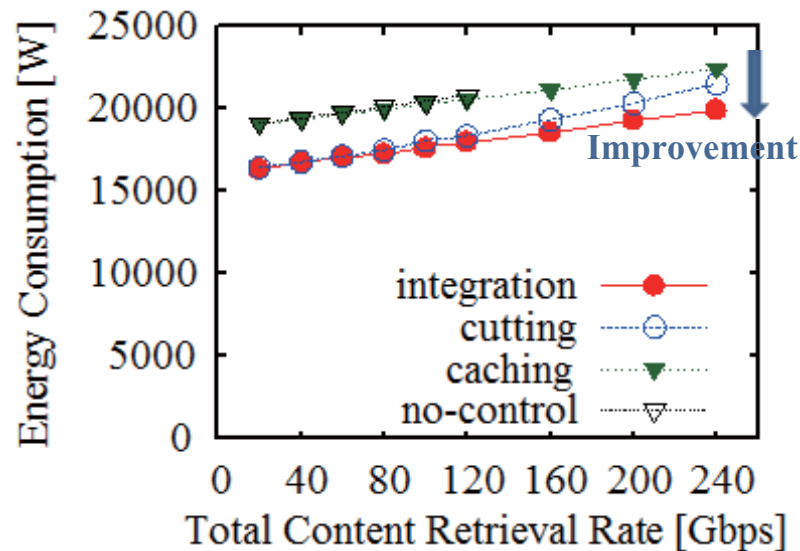 Energy Consumption [W]
25000
20000
15000
10000
5000
0
Improvement
integration
cutting
caching
no-control
0 40 80 120 160 200 240
Total Content Retrieval Rate [Gbps]